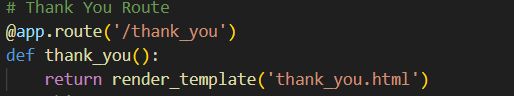 # Thank You Route
@app.route('/thank_you')
def thank_you():
    return render_template('thank_you.html')